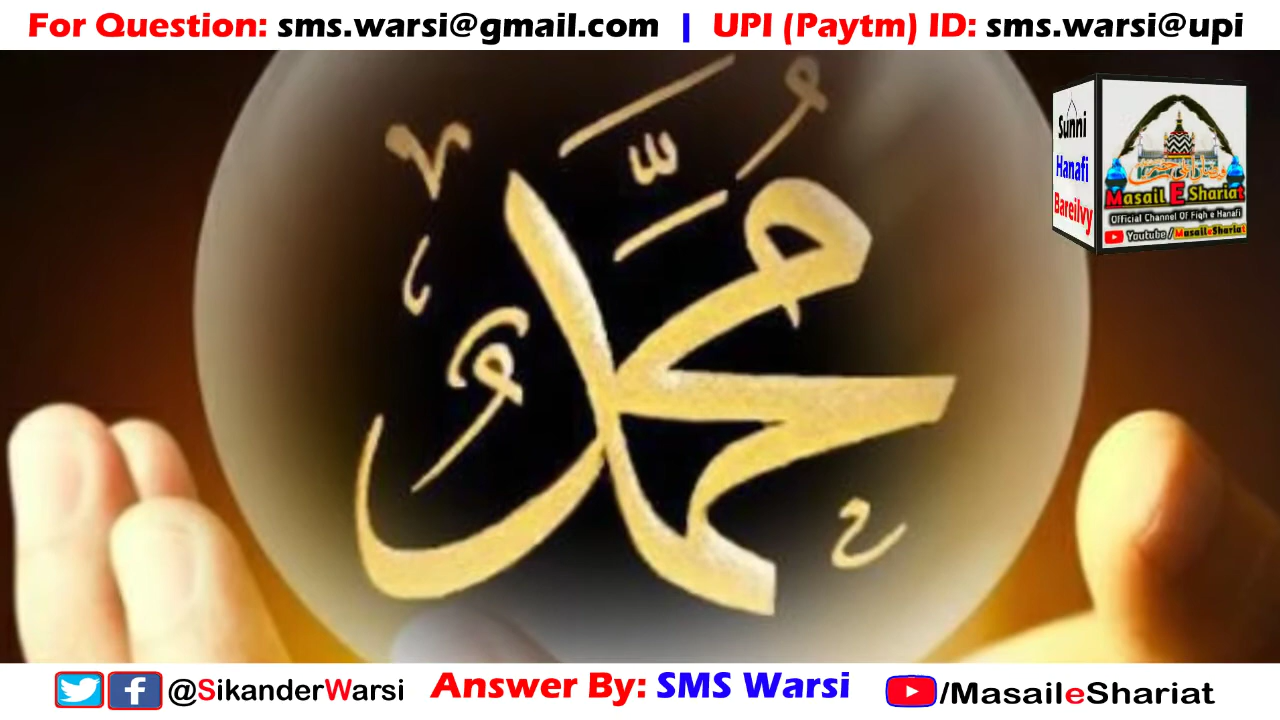 For Question: sms.warsi@gmail.com | UPI (Paytm) ID: sms.warsi@upi
مُحَمَّدٌ
Sunni
Hanafi
Bareilvy
Masail E Shariat
Official Channel Of Fiqh e Hanafi
Youtube / MasaileShariat
@SikanderWarsi
Answer By: SMS Warsi
/MasaileShariat